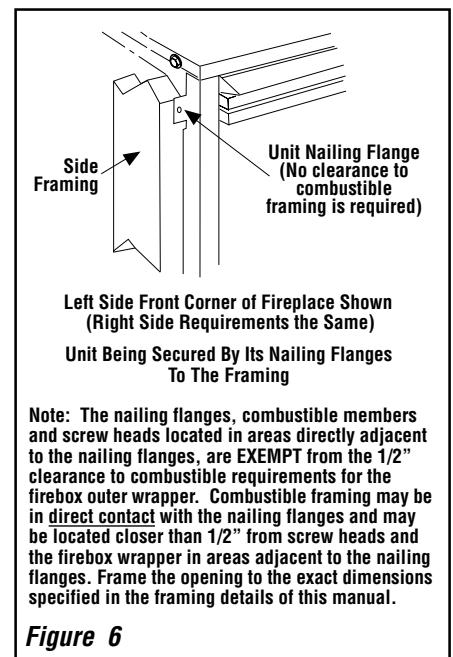 Side
Framing
Unit Nailing Flange
(No clearance to
combustible
framing is required)
Left Side Front Corner of Fireplace Shown
(Right Side Requirements the Same)
Unit Being Secured By Its Nailing Flanges
To The Framing
Note:  The nailing flanges, combustible members
and screw heads located in areas directly adjacent
to the nailing flanges, are EXEMPT from the 1/2”
clearance to combustible requirements for the
firebox outer wrapper.  Combustible framing may be
in direct contact with the nailing flanges and may
be located closer than 1/2” from screw heads and
the firebox wrapper in areas adjacent to the nailing
flanges. Frame the opening to the exact dimensions
specified in the framing details of this manual.
Figure 6